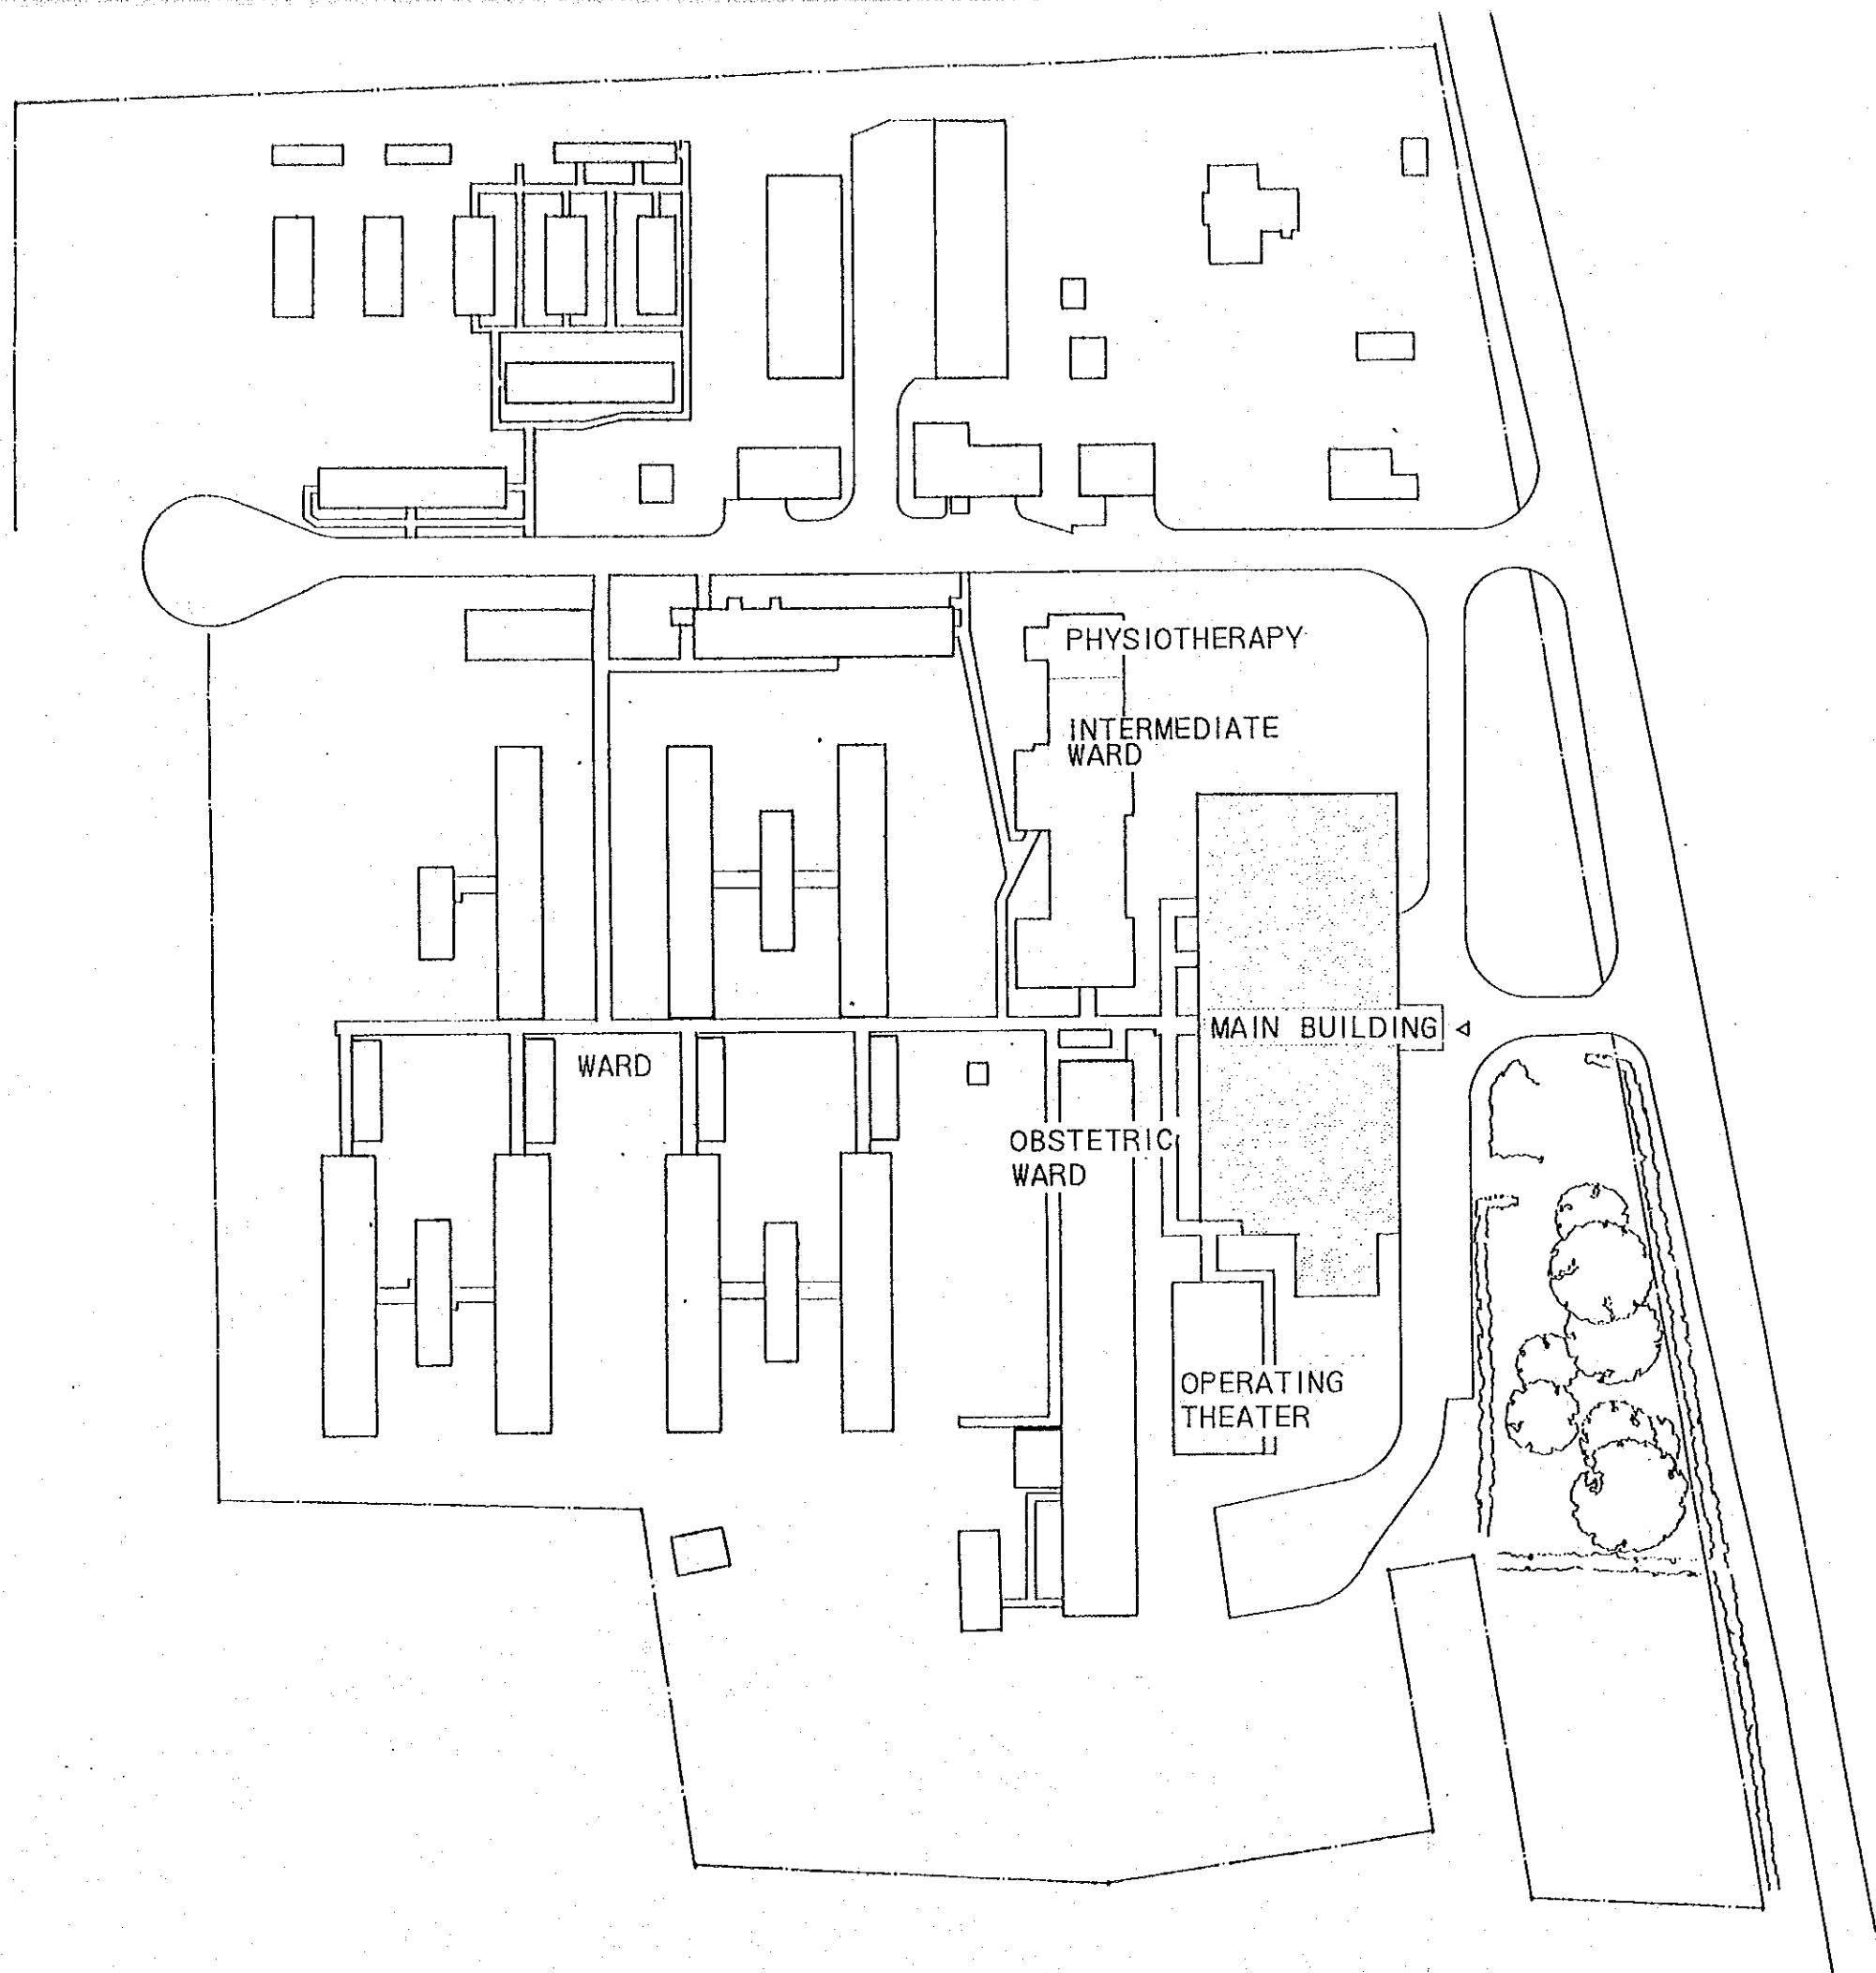 PHYSIOTHERAPY
INTERMEDIATE
WARD
MAIN BUILDING
WARD
OBSTETRIC
WARD
OPERATING
THEATER